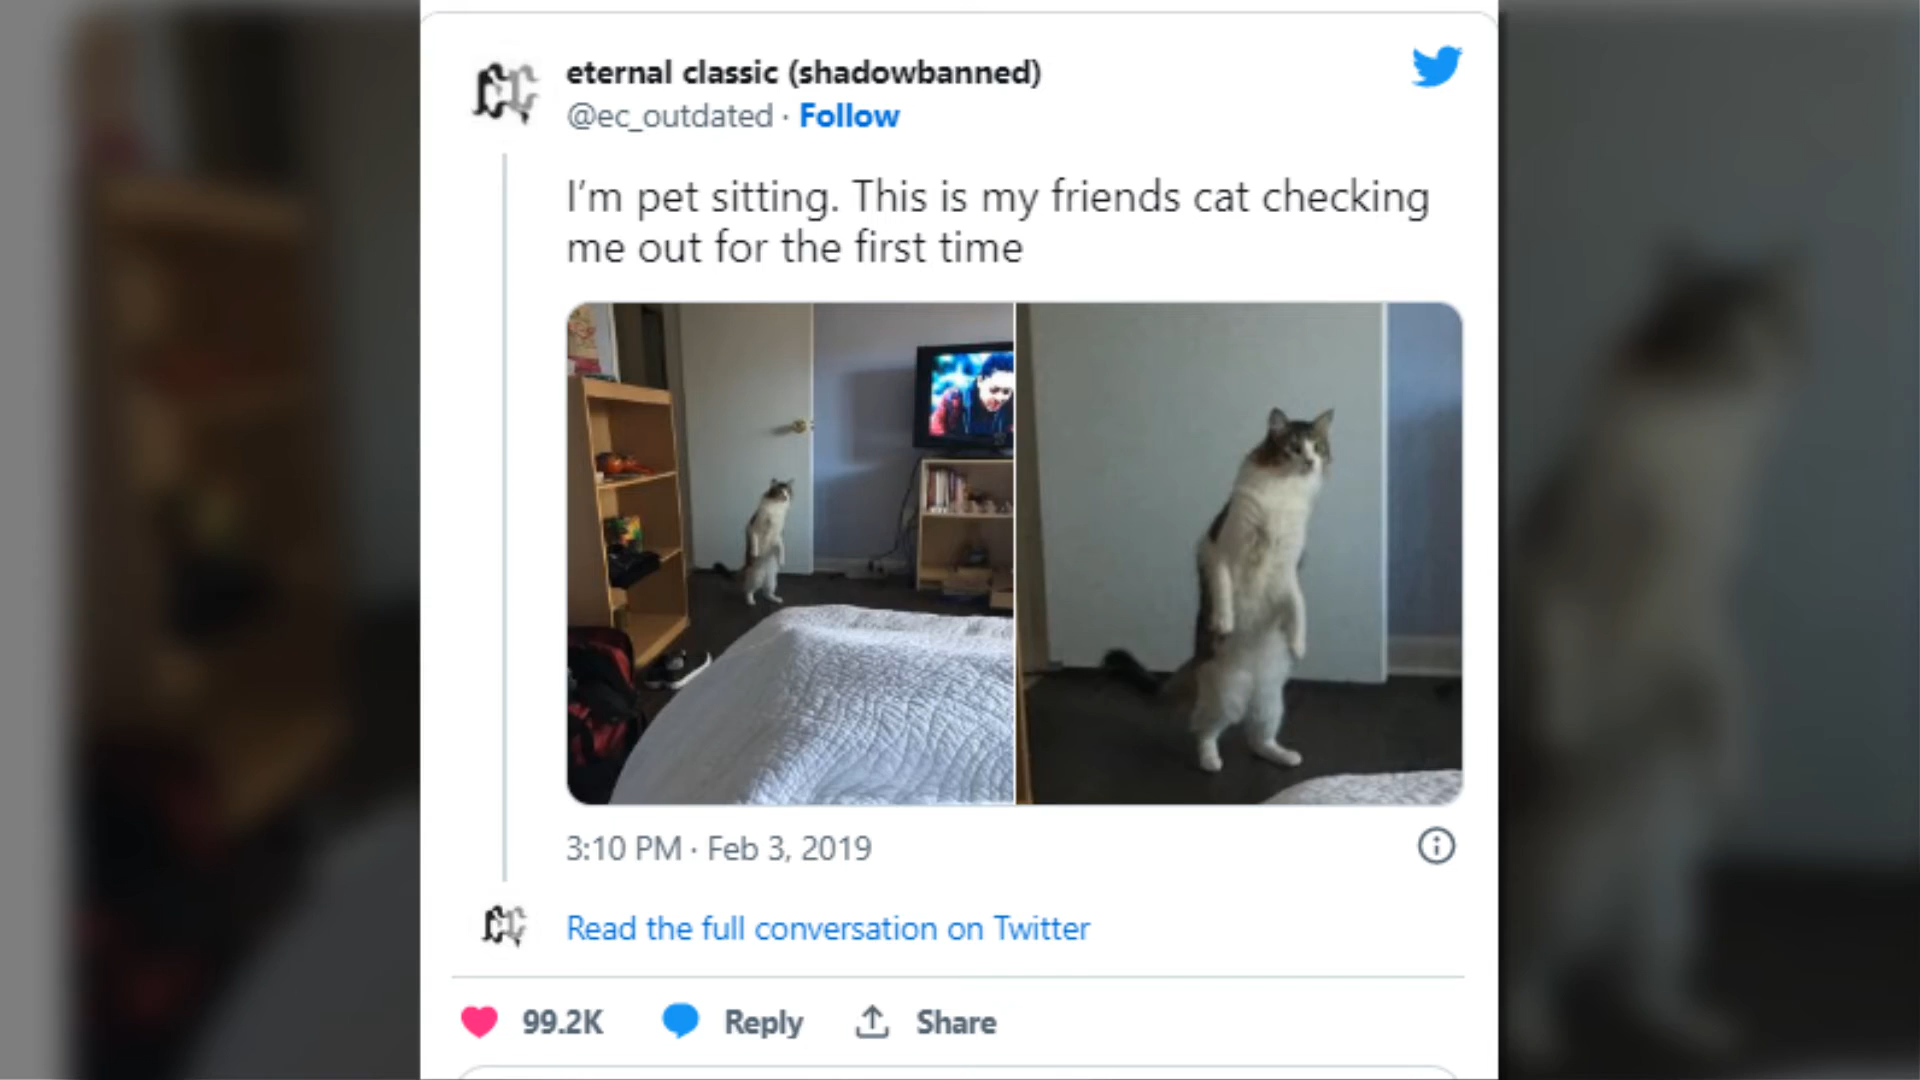 eternal classic (shadowbanned)
@ec_outdated · Follow
I’m pet sitting. This is my friends cat checking
me out for the first time
3:10 PM · Feb 3, 2019
Read the full conversation on Twitter
99.2K Reply Share